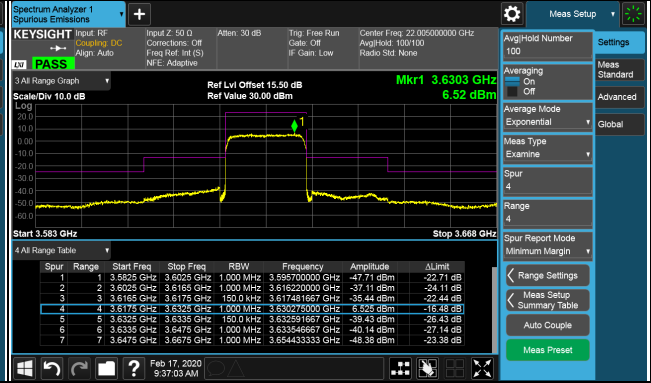 Spectrum Analyzer 1
Spurious Emissions
+
Meas Setup
KEYSIGHT Input: RF
Coupling: DC
Align: Auto
LXI PASS
Input Z: 50 Ω
Corrections: Off
Freq Ref: Int (S)
NFE: Adaptive
Atten: 30 dB
Trig: Free Run
Gate: Off
IF Gain: Low
Center Freq: 22.005000000 GHz
Avg|Hold: 100/100
Radio Std: None
3 All Range Graph
Scale/Div 10.0 dB
Ref Lvl Offset 15.50 dB
Ref Value 30.00 dBm
Mkr1 3.6303 GHz
6.52 dBm
Log
20.0
10.0
0.00
-10.0
-20.0
-30.0
-40.0
-50.0
-60.0
1
Start 3.583 GHz
Stop 3.668 GHz
4 All Range Table
Spur Range Start Freq Stop Freq RBW Frequency Amplitude ΔLimit
1 1 3.5825 GHz 3.6025 GHz 1.000 MHz 3.595700000 GHz -47.71 dBm -22.71 dB
2 2 3.6025 GHz 3.6165 GHz 1.000 MHz 3.616220000 GHz -37.11 dBm -24.11 dB
3 3 3.6165 GHz 3.6175 GHz 150.0 kHz 3.617481667 GHz -35.44 dBm -22.44 dB
4 4 3.6175 GHz 3.6325 GHz 1.000 MHz 3.630275000 GHz 6.525 dBm -16.48 dB
5 5 3.6325 GHz 3.6335 GHz 150.0 kHz 3.632591667 GHz -39.43 dBm -26.43 dB
6 6 3.6335 GHz 3.6475 GHz 1.000 MHz 3.633546667 GHz -40.14 dBm -27.14 dB
7 7 3.6475 GHz 3.6675 GHz 1.000 MHz 3.654433333 GHz -48.38 dBm -23.38 dB
Feb 17, 2020
9:37:03 AM
?
Avg|Hold Number
100
Averaging
On
Off
Average Mode
Exponential
Meas Type
Examine
Spur
4
Range
4
Spur Report Mode
Minimum Margin
Range Settings
Meas Setup
Summary Table
Auto Couple
Meas Preset
Settings
Meas
Standard
Advanced
Global